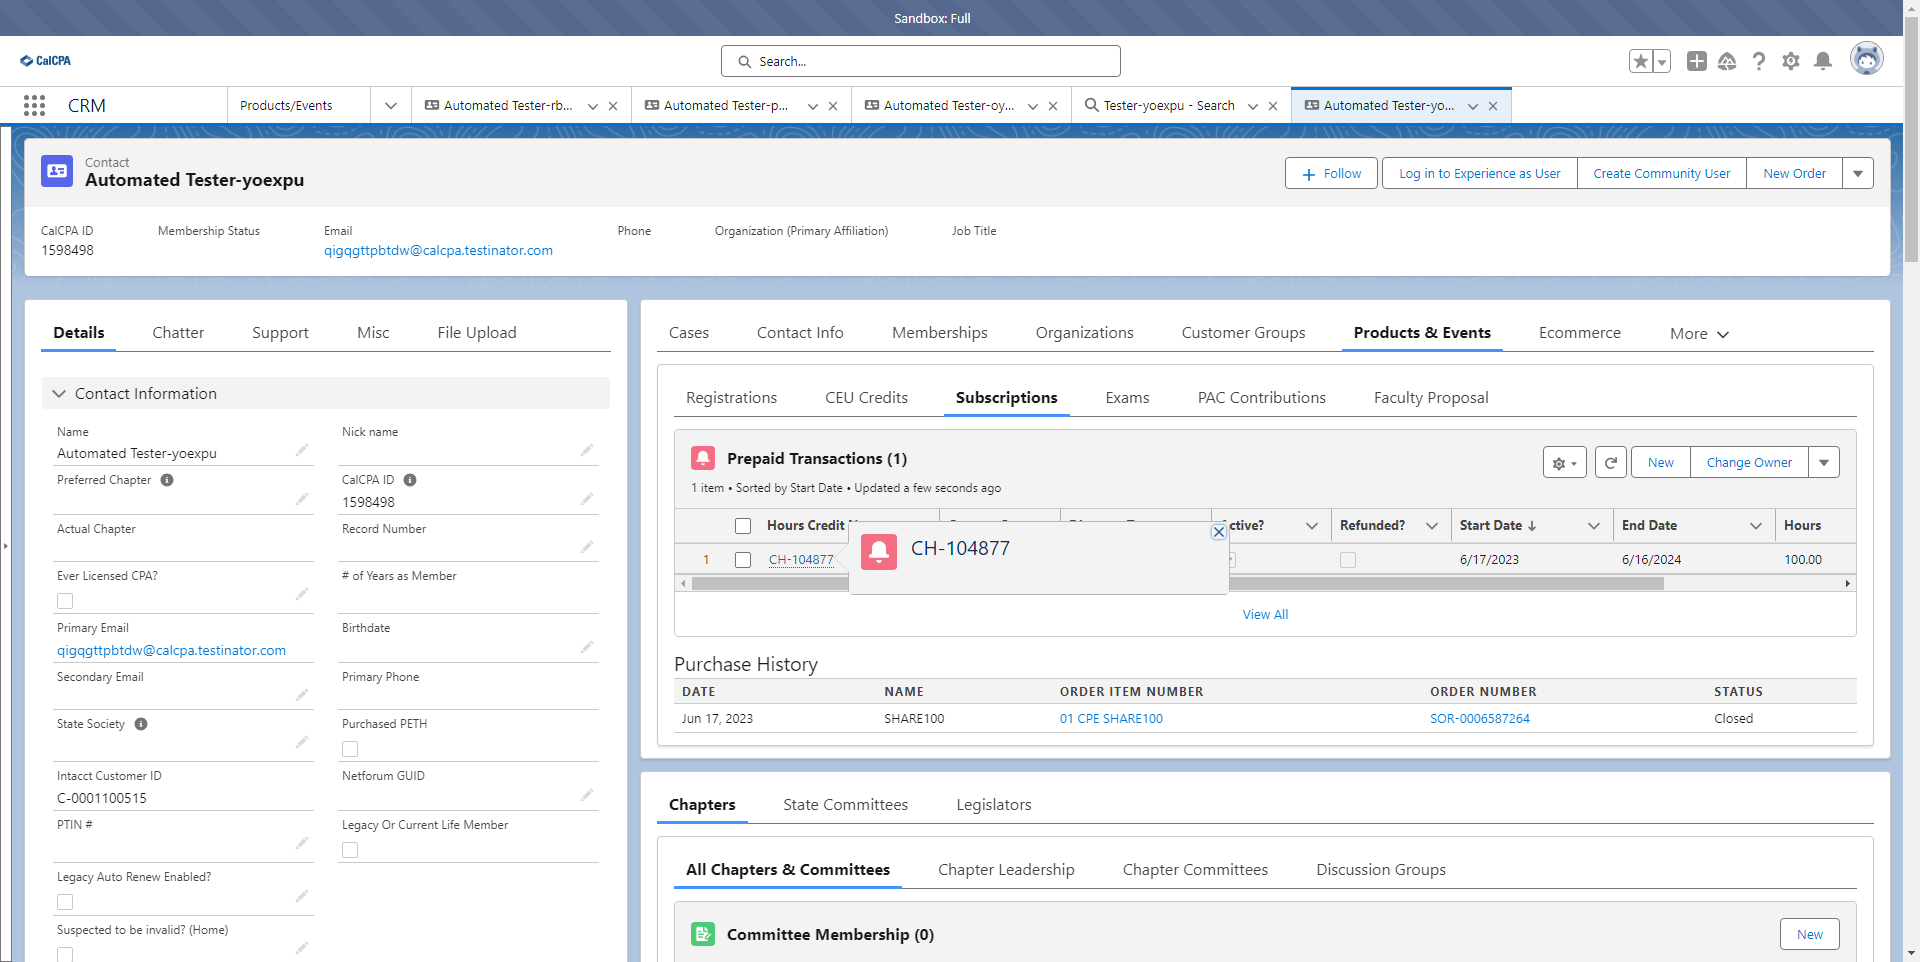 Sandbox: Full
CalCPA
Search...
CRM
Products/Events
Automated Tester-rb...
Automated Tester-p...
Automated Tester-oy...
Tester-yoexpu - Search
Automated Tester-yo...
Contact
Automated Tester-yoexpu
Follow
Log in to Experience as User
Create Community User
New Order
CalCPA ID
Membership Status
Email
Phone
Organization (Primary Affiliation)
Job Title
1598498
qigqgttpbtdw@calcpa.testinator.com
Details
Chatter
Support
Misc
File Upload
Contact Information
Name
Automated Tester-yoexpu
Nick name
Preferred Chapter
CalCPA ID
1598498
Actual Chapter
Record Number
Ever Licensed CPA?
# of Years as Member
Primary Email
qigqgttpbtdw@calcpa.testinator.com
Birthdate
Secondary Email
Primary Phone
State Society
Purchased PETH
Intacct Customer ID
C-0001100515
Netforum GUID
PTIN #
Legacy Or Current Life Member
Legacy Auto Renew Enabled?
Suspected to be invalid? (Home)
Cases
Contact Info
Memberships
Organizations
Customer Groups
Products & Events
Ecommerce
More
Registrations
CEU Credits
Subscriptions
Exams
PAC Contributions
Faculty Proposal
Prepaid Transactions (1)
1 item • Sorted by Start Date • Updated a few seconds ago
New
Change Owner
Hours Credit
Refunded?
Start Date
End Date
Hours
1
CH-104877
6/17/2023
6/16/2024
100.00
CH-104877
View All
Purchase History
DATE
NAME
ORDER ITEM NUMBER
ORDER NUMBER
STATUS
Jun 17, 2023
SHARE100
01 CPE SHARE100
SOR-0006587264
Closed
Chapters
State Committees
Legislators
All Chapters & Committees
Chapter Leadership
Chapter Committees
Discussion Groups
Committee Membership (0)
New